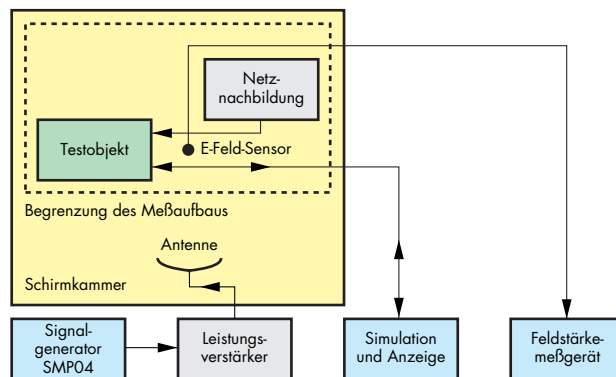 Netz-
nachbildung
Testobjekt
E-Feld-Sensor
Begrenzung des Meßaufbaus
Antenne
Schirmkammer
Signal-
generator
SMP04
Leistungs-
verstärker
Simulation
und Anzeige
Feldstärke-
meßgerät